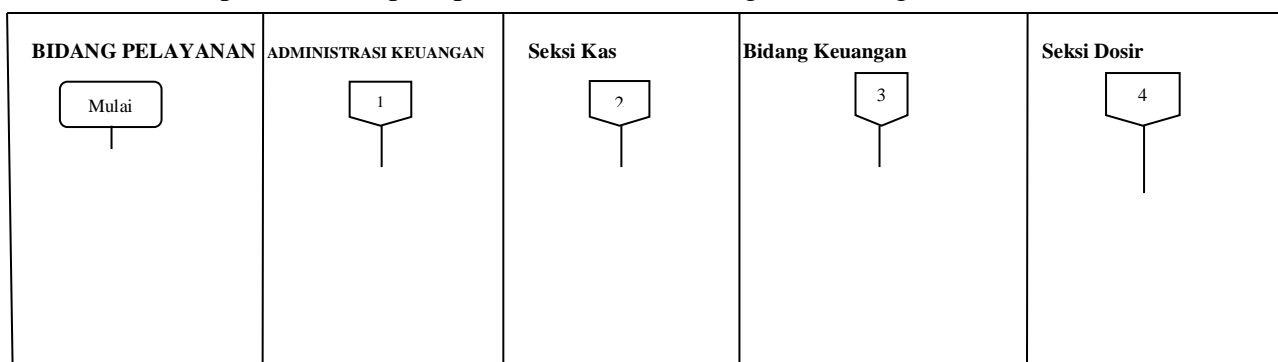 BIDANG PELAYANAN
ADMINISTRASI KEUANGAN
Seksi Kas
Bidang Keuangan
Seksi Dosir
Mulai
1
2
3
4